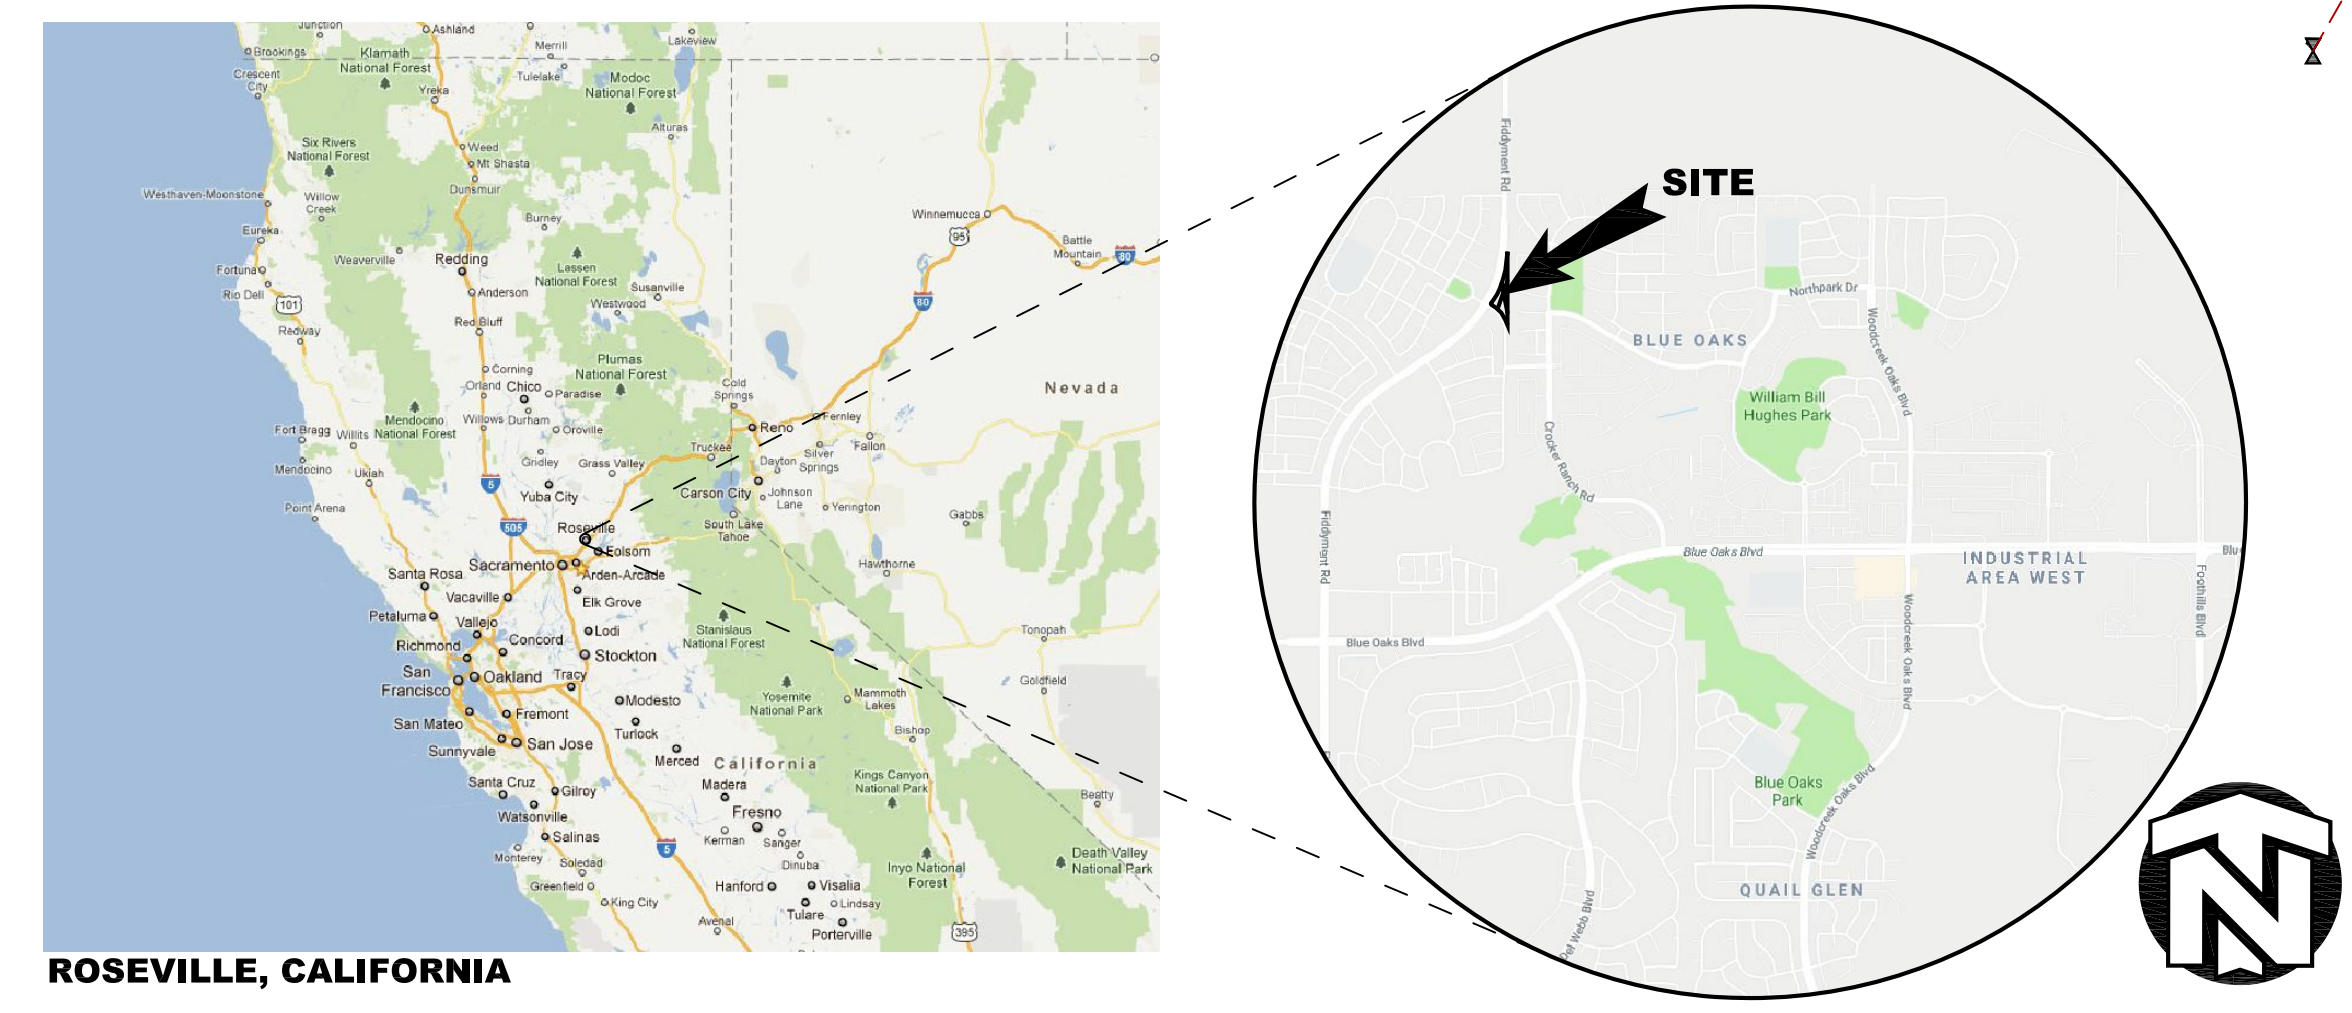 Junction
Ashland
Merrill
Lakeview
Brookings
Klamath
National Forest
Crescent
City
Tulelake
Modoc
National Forest
Yreka
Alturas
Six Rivers
National Forest
Weed
Mt Shasta
Dunsmuir
Westhaven-Moonstone
Willow
Creek
Burney
Winnemucca
95
Eureka
Weaverville
Redding
Lassen
National Forest
Battle
Mountain
80
Fortuna
Rio Dell
101
Anderson
Westwood
Susanville
80
Redway
Red Bluff
Plumas
National Forest
Corning
Orland
Chico
Paradise
Cold
Springs
Nevada
Mendocino
National Forest
Willows
Durham
Oroville
Fernley
Reno
Fort Bragg
Willits
Truckee
Fallon
Silver
Springs
Dayton
Mendocino
Ukiah
Gridley
Grass Valley
5
Yuba City
Carson City
Johnson
Lane
Yerington
Gabbs
Point Arena
505
Roseville
South Lake
Tahoe
Folsom
Sacramento
Arden-Arcade
Hawthorne
Santa Rosa
Vacaville
Elk Grove
Petaluma
Vallejo
Lodi
Stanislaus
National Forest
Tonopah
Richmond
Concord
Stockton
San
Francisco
Oakland
Tracy
Goldfield
Modesto
Yosemite
National Park
Mammoth
Lakes
San Mateo
Fremont
Turlock
Bishop
Sunnyvale
San Jose
Merced
California
Santa Cruz
Gilroy
Madera
Kings Canyon
National Park
Beatty
Watsonville
Fresno
Salinas
Kerman
Sanger
5
Monterey
Soledad
Dinuba
Inyo National
Forest
Death Valley
National Park
Greenfield
Hanford
Visalia
King City
Tulare
Lindsay
Avenal
Porterville
395
ROSEVILLE, CALIFORNIA
Fiddyment Rd
SITE
Northpark Dr
BLUE OAKS
Woodcreek Oaks Blvd
William Bill
Hughes Park
Crocker Ranch Rd
Fiddyment Rd
Blue Oaks Blvd
Blu
INDUSTRIAL
AREA WEST
Foothills Blvd
Woodcreek Oaks Blvd
Blue Oaks Blvd
Blue Oaks
Park
Woodcreek Oaks Blvd
QUAIL GLEN
Del Webb Blvd
N